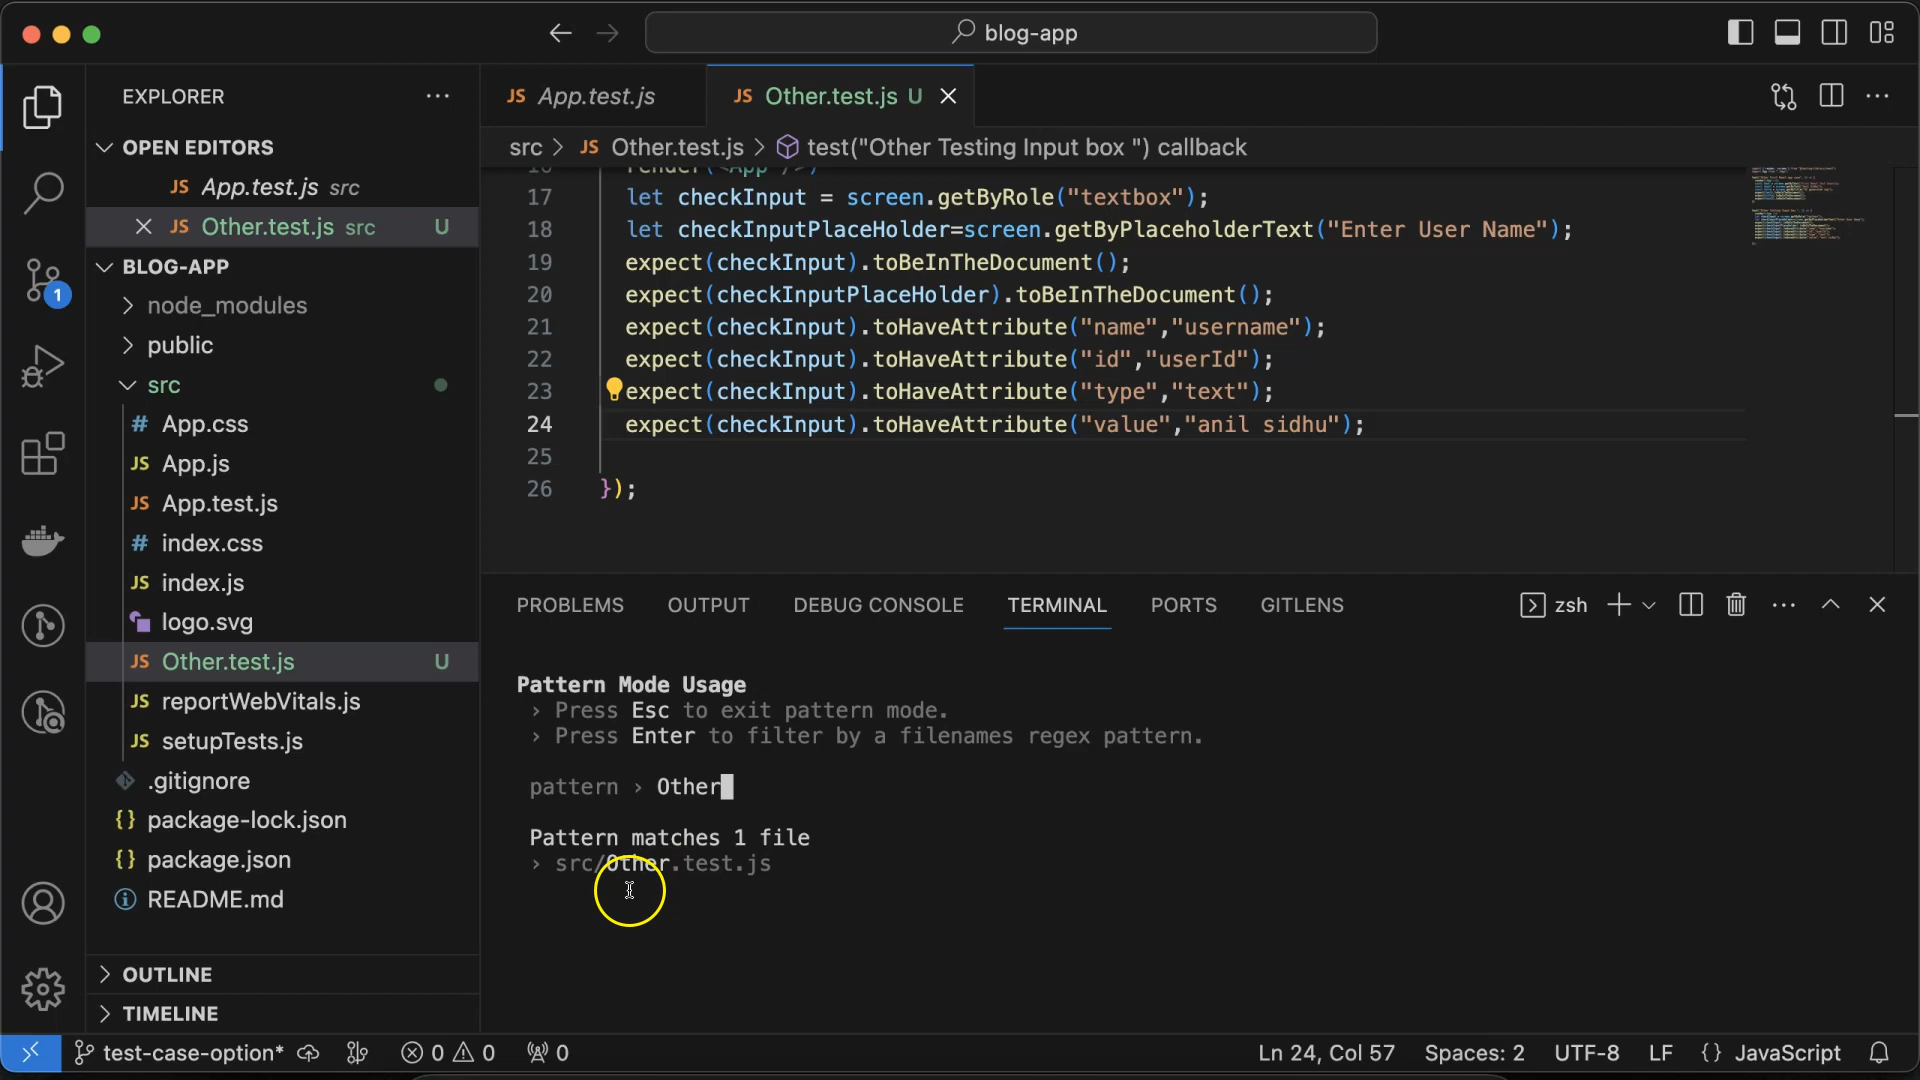 blog-app
EXPLORER
JS App.test.js
JS Other.test.js U
OPEN EDITORS
JS App.test.js src
JS Other.test.js src U
BLOG-APP
node_modules
public
src
# App.css
JS App.js
JS App.test.js
# index.css
JS index.js
logo.svg
JS Other.test.js U
JS reportWebVitals.js
JS setupTests.js
.gitignore
{} package-lock.json
{} package.json
README.md
OUTLINE
TIMELINE
1
src > JS Other.test.js > test("Other Testing Input box ") callback
16 render(<App />)
17 let checkInput = screen.getByRole("textbox");
18 let checkInputPlaceHolder=screen.getByPlaceholderText("Enter User Name");
19 expect(checkInput).toBeInTheDocument();
20 expect(checkInputPlaceHolder).toBeInTheDocument();
21 expect(checkInput).toHaveAttribute("name","username");
22 expect(checkInput).toHaveAttribute("id","userId");
23 expect(checkInput).toHaveAttribute("type","text");
24 expect(checkInput).toHaveAttribute("value","anil sidhu");
25
26 });
PROBLEMS OUTPUT DEBUG CONSOLE TERMINAL PORTS GITLENS
zsh
Pattern Mode Usage
› Press Esc to exit pattern mode.
› Press Enter to filter by a filenames regex pattern.
pattern › Other
Pattern matches 1 file
› src/Other.test.js
test-case-option* 0 0 0
Ln 24, Col 57 Spaces: 2 UTF-8 LF {} JavaScript